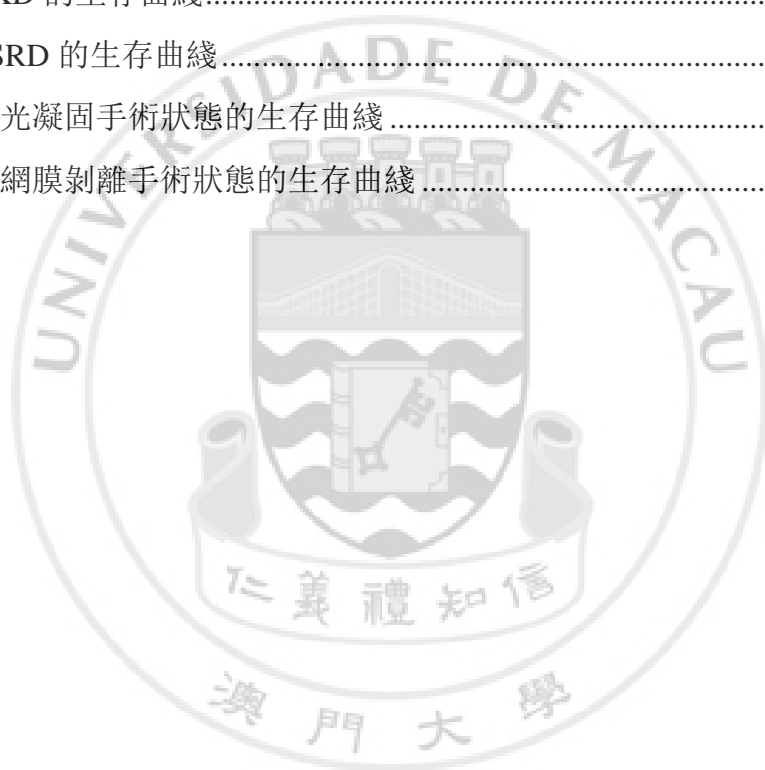 的生存曲綫............................................................
SRD 的生存曲綫............................................................
光凝固手術狀態的生存曲綫............................................
網膜剝離手術狀態的生存曲綫........................................
UNIVERSIDADE DE MACAU
仁義禮知信
澳門大學